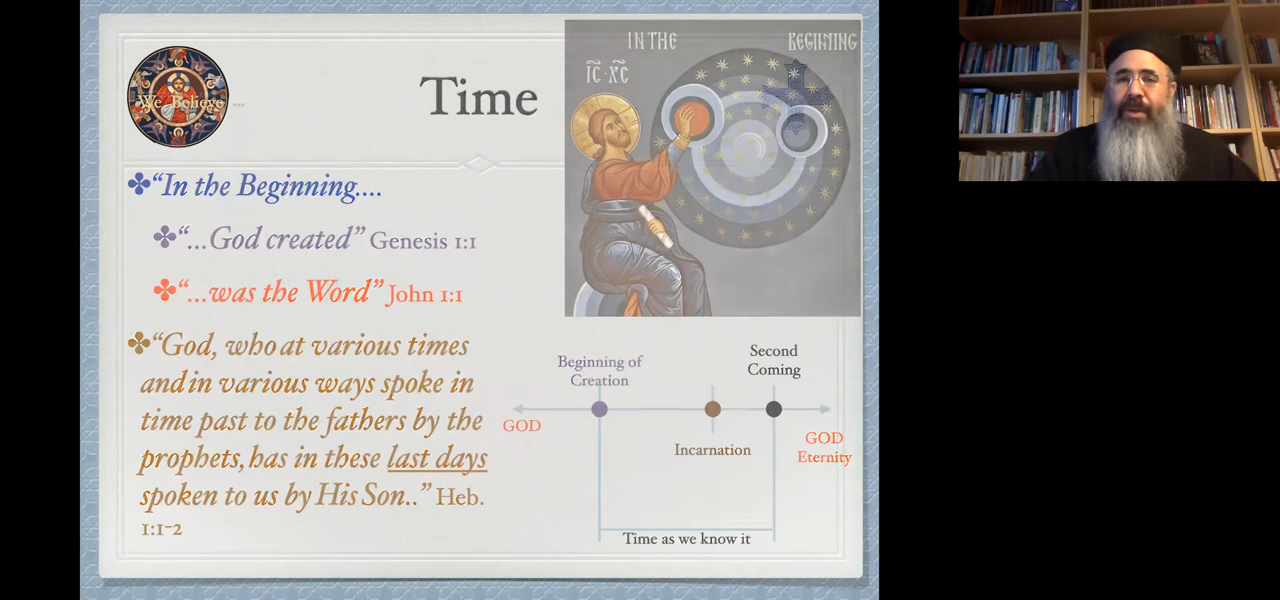 We Believe ...
Time
IN THE BEGINNING
IC XC
“In the Beginning....
“...God created” Genesis 1:1
“...was the Word” John 1:1
“God, who at various times
and in various ways spoke in
time past to the fathers by the
prophets, has in these last days
spoken to us by His Son..” Heb.
1:1-2
Beginning of
Creation
Second
Coming
GOD
Incarnation
GOD
Eternity
Time as we know it